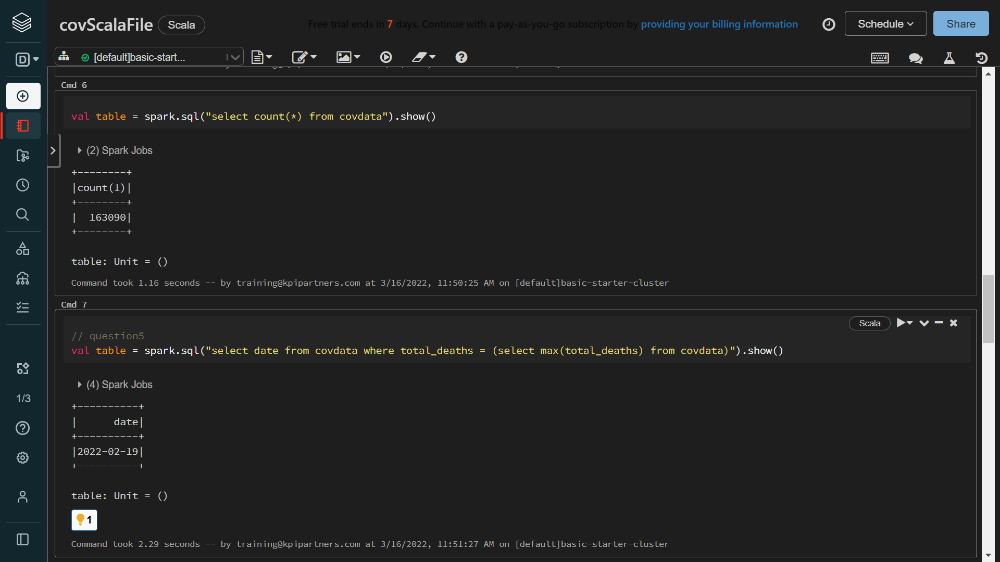 covScalaFile Scala
Free trial ends in 7 days. Continue with a pay-as-you-go subscription by providing your billing information.
Schedule
Share
D
[default]basic-start...
Cmd 6
val table = spark.sql("select count(*) from covdata").show()
(2) Spark Jobs
+--------+
|count(1)|
+--------+
|  163090|
+--------+
table: Unit = ()
Command took 1.16 seconds -- by training@kpipartners.com at 3/16/2022, 11:50:25 AM on [default]basic-starter-cluster
Cmd 7
Scala
// question5
val table = spark.sql("select date from covdata where total_deaths = (select max(total_deaths) from covdata)").show()
(4) Spark Jobs
+----------+
|      date|
+----------+
|2022-02-19|
+----------+
table: Unit = ()
1
Command took 2.29 seconds -- by training@kpipartners.com at 3/16/2022, 11:51:27 AM on [default]basic-starter-cluster
1/3